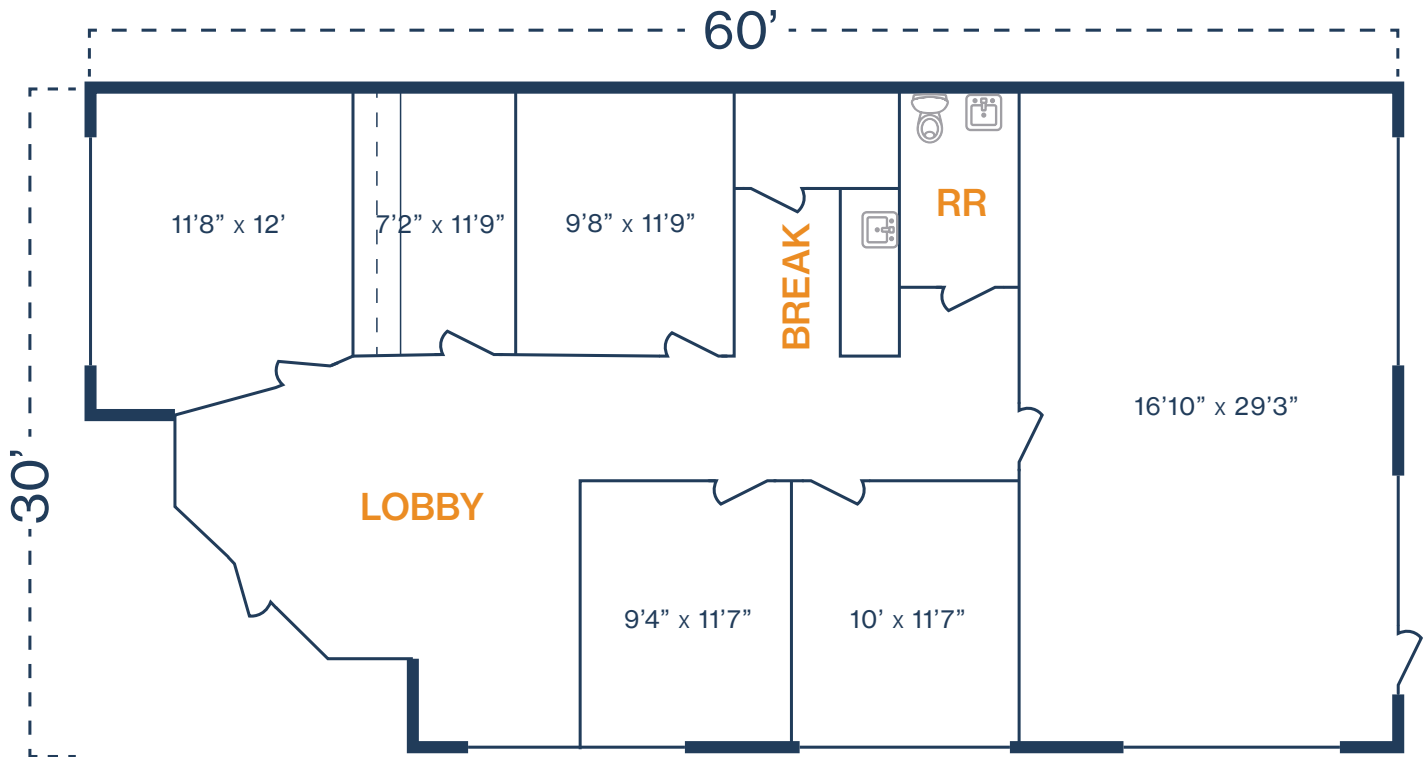 60’
11’8” x 12’
7’2” x 11’9”
9’8” x 11’9”
BREAK
RR
16’10” x 29’3”
30’
LOBBY
9’4” x 11’7”
10’ x 11’7”